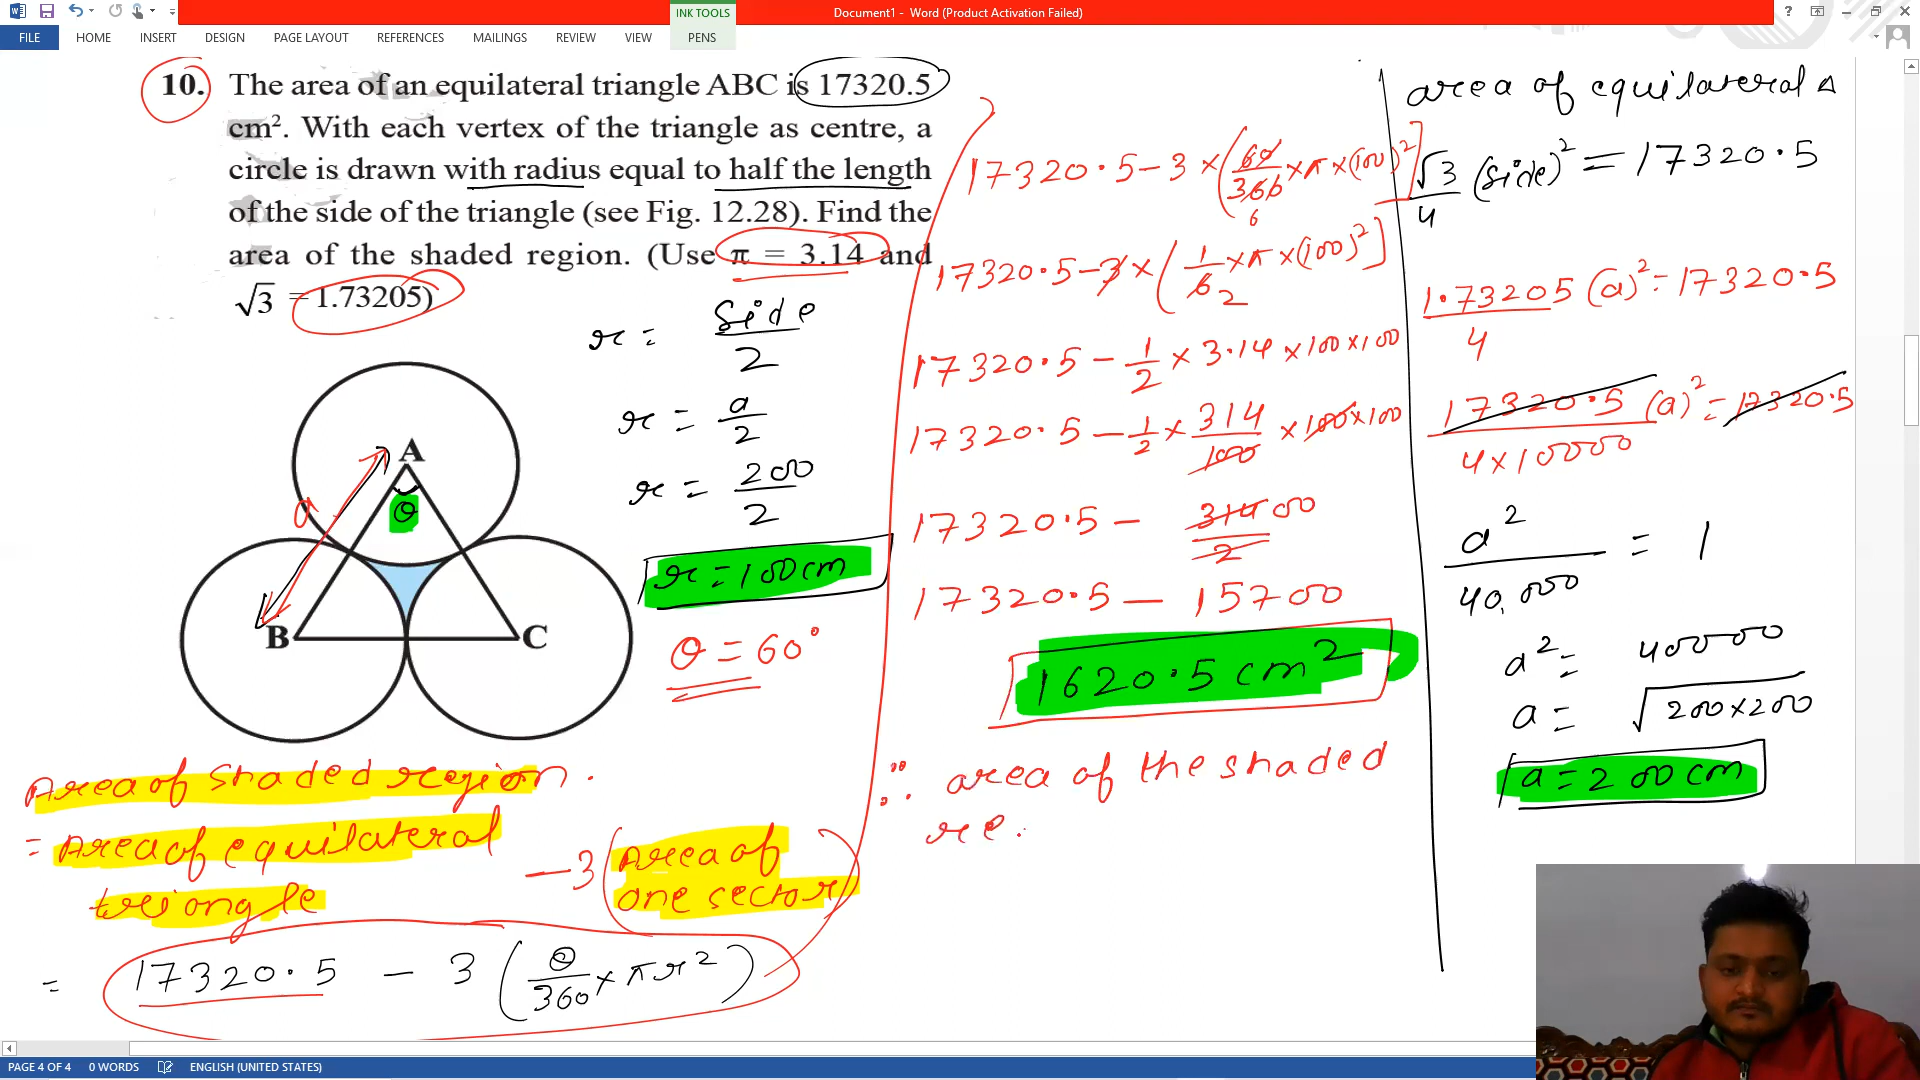 INK TOOLS
Document1 - Word (Product Activation Failed)
FILE HOME INSERT DESIGN PAGE LAYOUT REFERENCES MAILINGS REVIEW VIEW PENS
10. The area of an equilateral triangle ABC is 17320.5
cm². With each vertex of the triangle as centre, a
circle is drawn with radius equal to half the length
of the side of the triangle (see Fig. 12.28). Find the
area of the shaded region. (Use π = 3.14 and
√3 = 1.73205)
A
θ
a
B
C
r = Side/2
r = a/2
r = 200/2
r = 100 cm
θ = 60°
Area of shaded region.
= Area of equilateral
triangle
- 3 (Area of
one sector)
= 17320.5 - 3 (θ/360 × πr²)
17320.5 - 3 × (60/360 × π × (100)²]
6
17320.5 - 3 × (1/6 × π × (100)²]
2
17320.5 - 1/2 × 3.14 × 100 × 100
17320.5 - 1/2 × 314/100 × 100 × 100
17320.5 - 31400/2
17320.5 - 15700
1620.5 cm²
∴ area of the shaded
re.
area of equilateral Δ
√3/4 (side)² = 17320.5
1.73205/4 (a)² = 17320.5
17320.5/4×10000 (a)² = 17320.5
a²/40,000 = 1
a² = 40000
a = √200×200
a = 200 cm
PAGE 4 OF 4 0 WORDS ENGLISH (UNITED STATES)